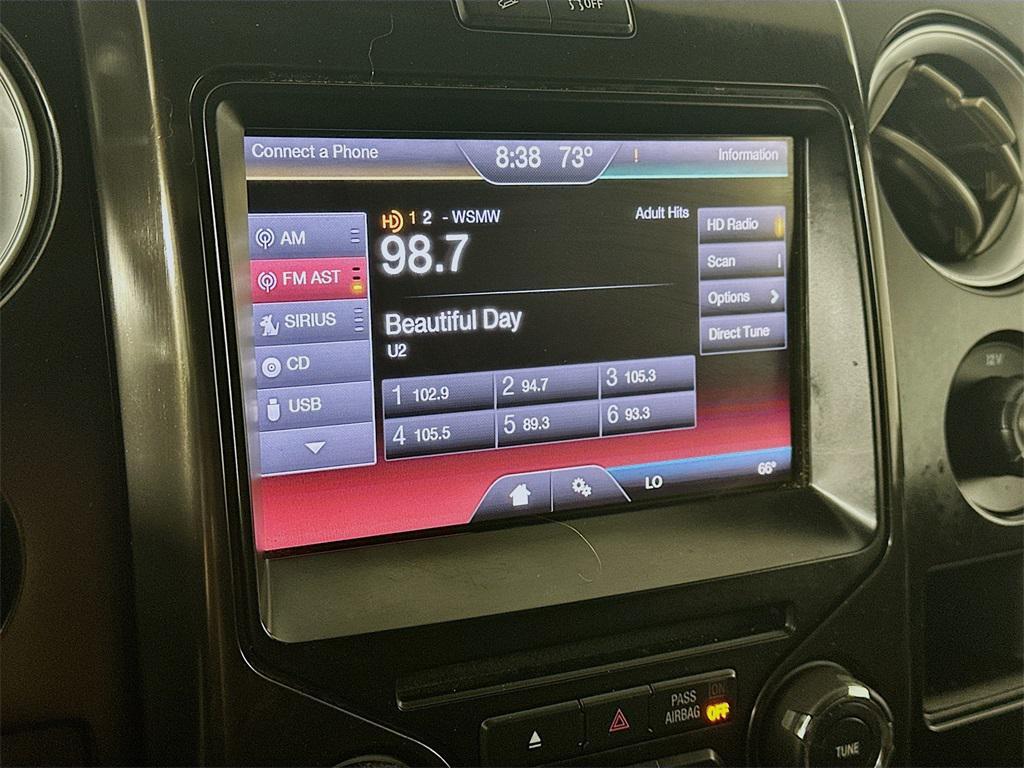 OFF
Connect a Phone
8:38 73°
!
Information
HD 1 2 - WSMW
Adult Hits
98.7
AM
FM AST
SIRIUS
CD
USB
Beautiful Day
U2
1 102.9
2 94.7
3 105.3
4 105.5
5 89.3
6 93.3
HD Radio
Scan
Options
Direct Tune
LO
66°
12V
PASS
AIRBAG
ON
OFF
TUNE